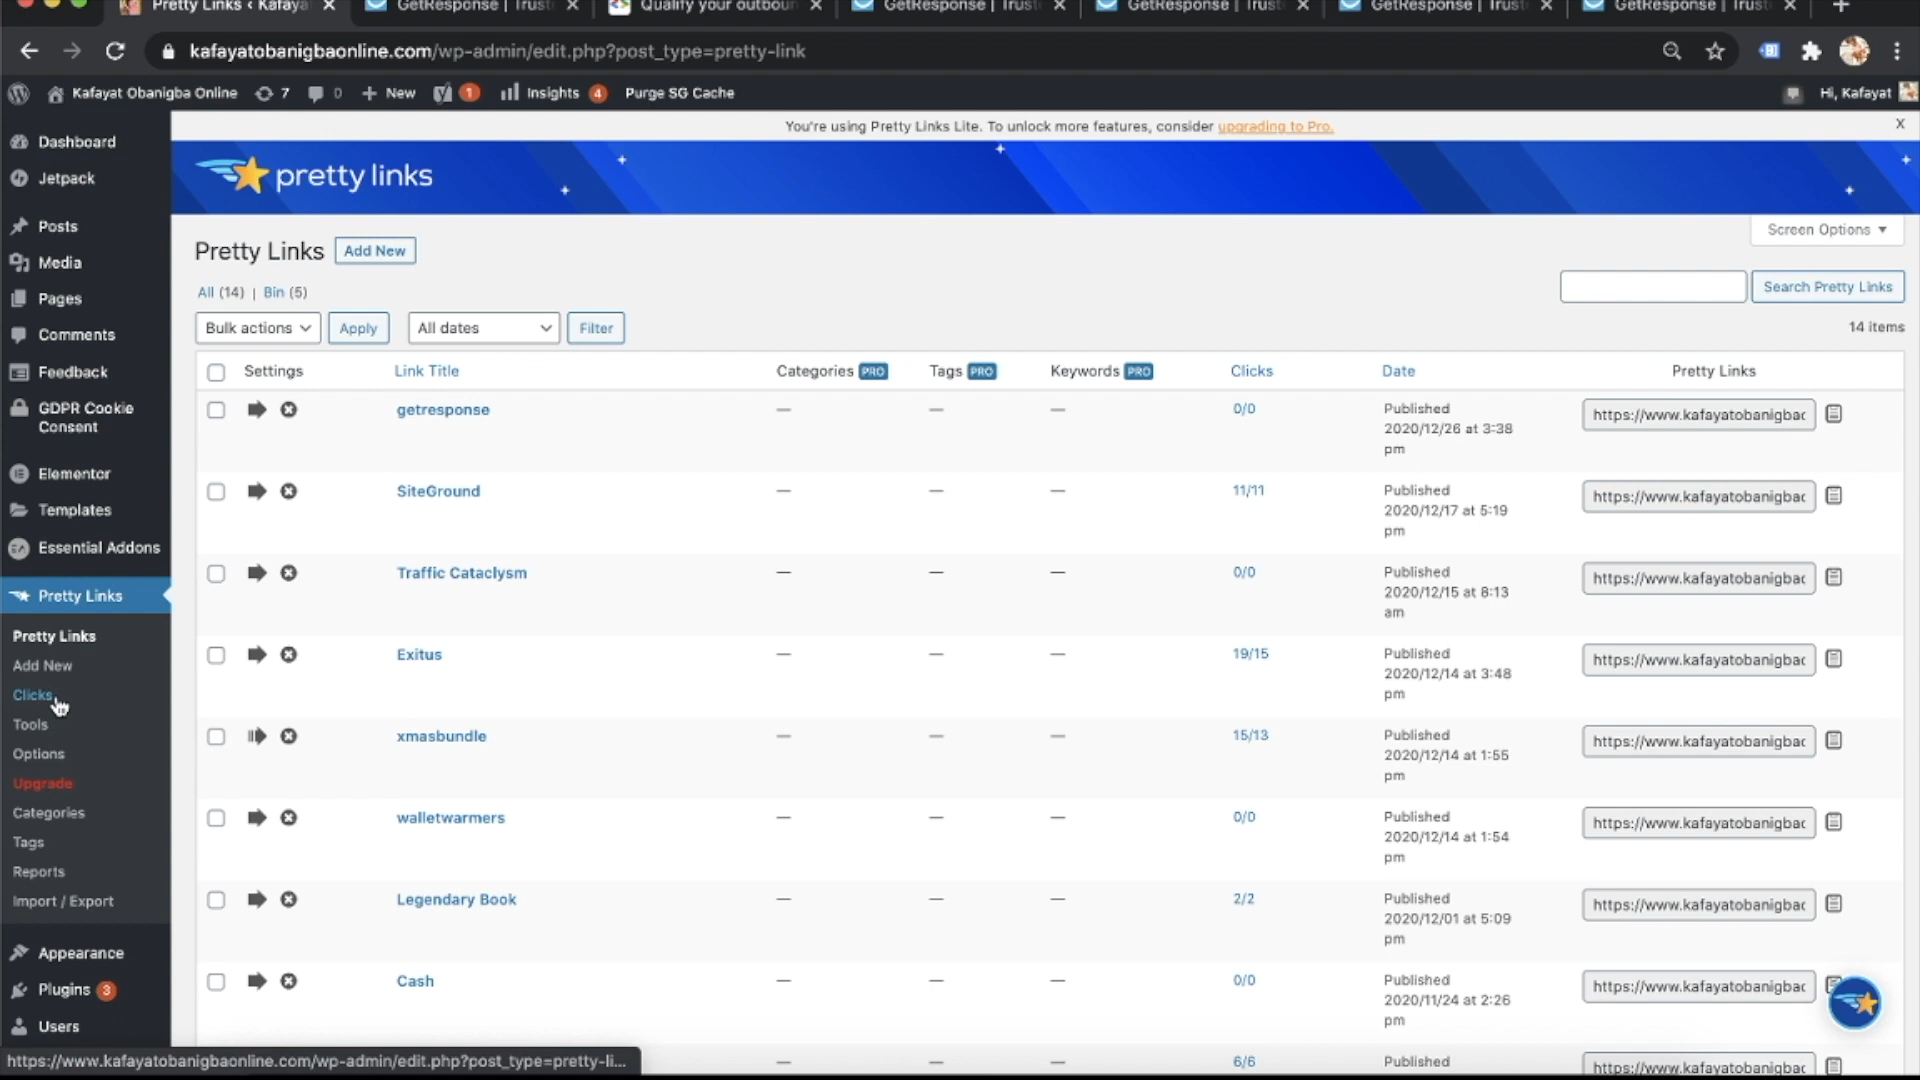 Pretty Links ‹ Kafaya
GetResponse | Trust
Qualify your outboun
GetResponse | Trust
GetResponse | Trust
GetResponse | Trust
GetResponse | Trust
kafayatobanigbaonline.com/wp-admin/edit.php?post_type=pretty-link
Kafayat Obanigba Online 7 0 + New 1 Insights 4 Purge SG Cache Hi, Kafayat
You're using Pretty Links Lite. To unlock more features, consider upgrading to Pro. X
Dashboard
Jetpack
Posts
Media
Pages
Comments
Feedback
GDPR Cookie
Consent
Elementor
Templates
Essential Addons
Pretty Links
Pretty Links
Add New
Clicks
Tools
Options
Upgrade
Categories
Tags
Reports
Import / Export
Appearance
Plugins 3
Users
pretty links
Screen Options ▼
Pretty Links Add New
All (14) | Bin (5)
Search Pretty Links
Bulk actions Apply All dates Filter
14 items
Settings Link Title Categories PRO Tags PRO Keywords PRO Clicks Date Pretty Links
getresponse — — — 0/0 Published
2020/12/26 at 3:38
pm
https://www.kafayatobanigbac
SiteGround — — — 11/11 Published
2020/12/17 at 5:19
pm
https://www.kafayatobanigbac
Traffic Cataclysm — — — 0/0 Published
2020/12/15 at 8:13
am
https://www.kafayatobanigbac
Exitus — — — 19/15 Published
2020/12/14 at 3:48
pm
https://www.kafayatobanigbac
xmasbundle — — — 15/13 Published
2020/12/14 at 1:55
pm
https://www.kafayatobanigbac
walletwarmers — — — 0/0 Published
2020/12/14 at 1:54
pm
https://www.kafayatobanigbac
Legendary Book — — — 2/2 Published
2020/12/01 at 5:09
pm
https://www.kafayatobanigbac
Cash — — — 0/0 Published
2020/11/24 at 2:26
pm
https://www.kafayatobanigbac
— — — 6/6 Published
https://www.kafayatobanigbac
https://www.kafayatobanigbaonline.com/wp-admin/edit.php?post_type=pretty-li...